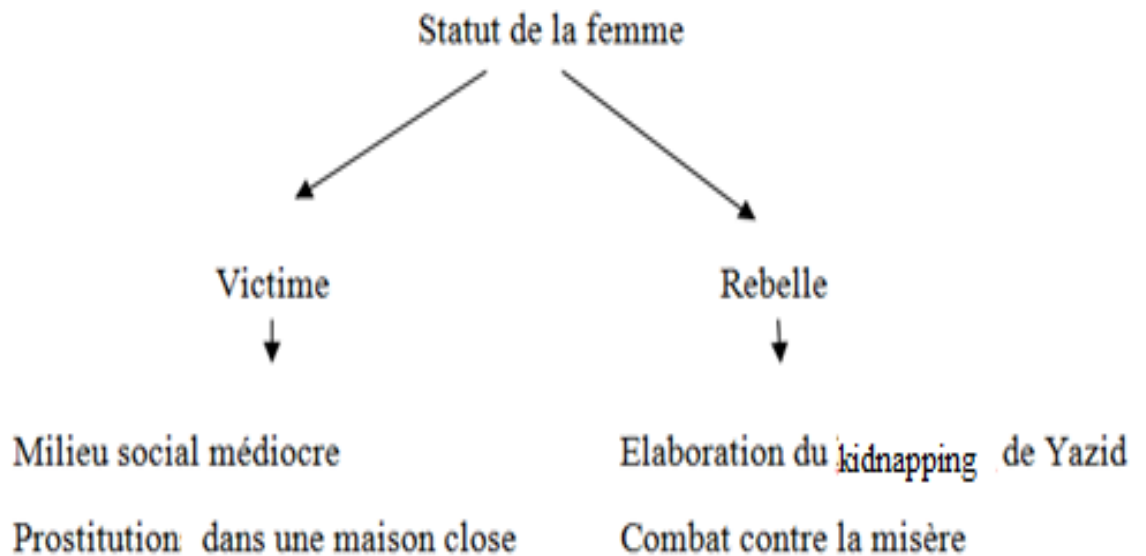 Statut de la femme
Victime
Rebelle
Milieu social médiocre
Elaboration du kidnapping de Yazid
Prostitution dans une maison close
Combat contre la misère